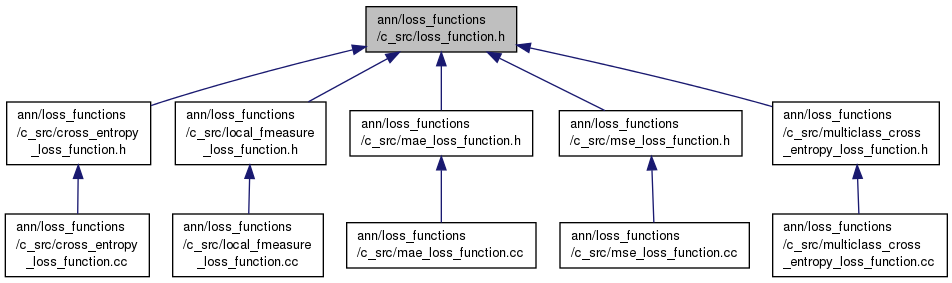 ann/loss_functions
/c_src/loss_function.h
ann/loss_functions
/c_src/cross_entropy
_loss_function.h
ann/loss_functions
/c_src/local_fmeasure
_loss_function.h
ann/loss_functions
/c_src/mae_loss_function.h
ann/loss_functions
/c_src/mse_loss_function.h
ann/loss_functions
/c_src/multiclass_cross
_entropy_loss_function.h
ann/loss_functions
/c_src/cross_entropy
_loss_function.cc
ann/loss_functions
/c_src/local_fmeasure
_loss_function.cc
ann/loss_functions
/c_src/mae_loss_function.cc
ann/loss_functions
/c_src/mse_loss_function.cc
ann/loss_functions
/c_src/multiclass_cross
_entropy_loss_function.cc